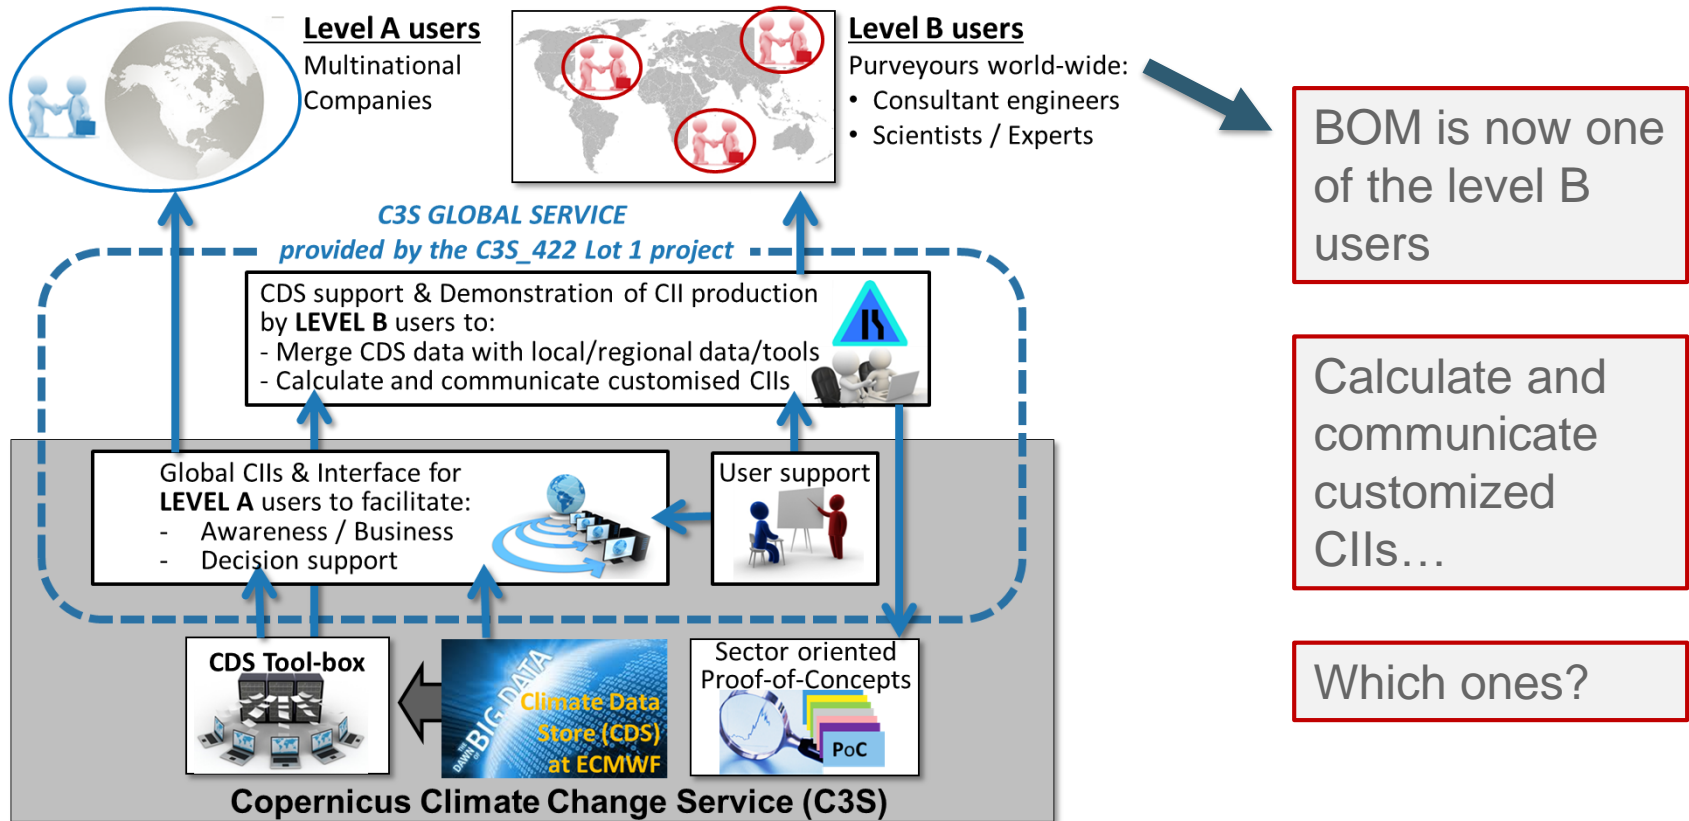 Level A users
Multinational
Companies
Level B users
Purveyours world-wide:
• Consultant engineers
• Scientists / Experts
BOM is now one
of the level B
users
C3S GLOBAL SERVICE
provided by the C3S_422 Lot 1 project
CDS support & Demonstration of CII production
by LEVEL B users to:
- Merge CDS data with local/regional data/tools
- Calculate and communicate customised CIIs
Calculate and
communicate
customized
CIIs…
Global CIIs & Interface for
LEVEL A users to facilitate:
- Awareness / Business
- Decision support
User support
CDS Tool-box
DAWN OF THE
BIG DATA
Climate Data
Store (CDS)
at ECMWF
Sector oriented
Proof-of-Concepts
PoC
Which ones?
Copernicus Climate Change Service (C3S)